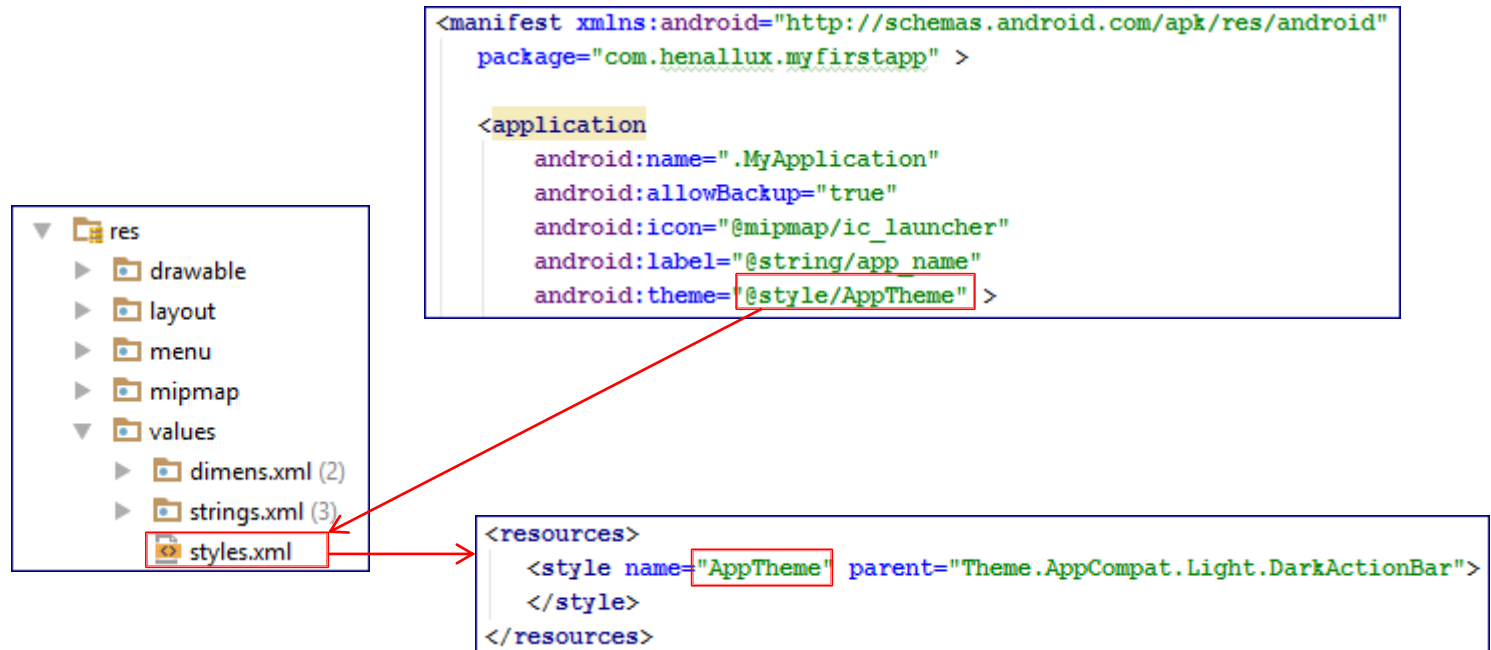 <manifest xmlns:android="http://schemas.android.com/apk/res/android"
package="com.henallux.myfirstapp" >
<application
android:name=".MyApplication"
android:allowBackup="true"
android:icon="@mipmap/ic_launcher"
android:label="@string/app_name"
android:theme="@style/AppTheme" >
res
drawable
layout
menu
mipmap
values
dimens.xml (2)
strings.xml (3)
styles.xml
<resources>
<style name="AppTheme" parent="Theme.AppCompat.Light.DarkActionBar">
</style>
</resources>